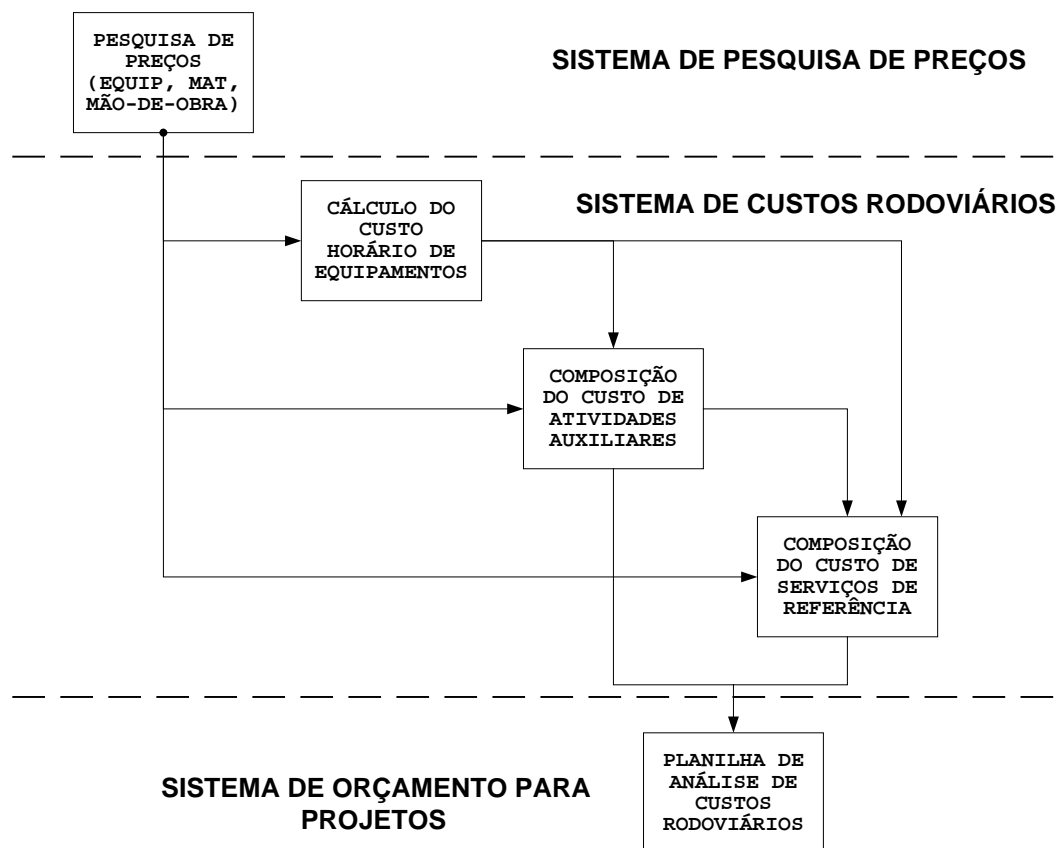 PESQUISA DE
PREÇOS
(EQUIP, MAT,
MÃO-DE-OBRA)
SISTEMA DE PESQUISA DE PREÇOS
SISTEMA DE CUSTOS RODOVIÁRIOS
CÁLCULO DO
CUSTO
HORÁRIO DE
EQUIPAMENTOS
COMPOSIÇÃO
DO CUSTO DE
ATIVIDADES
AUXILIARES
COMPOSIÇÃO
DO CUSTO DE
SERVIÇOS DE
REFERÊNCIA
SISTEMA DE ORÇAMENTO PARA
PROJETOS
PLANILHA DE
ANÁLISE DE
CUSTOS
RODOVIÁRIOS